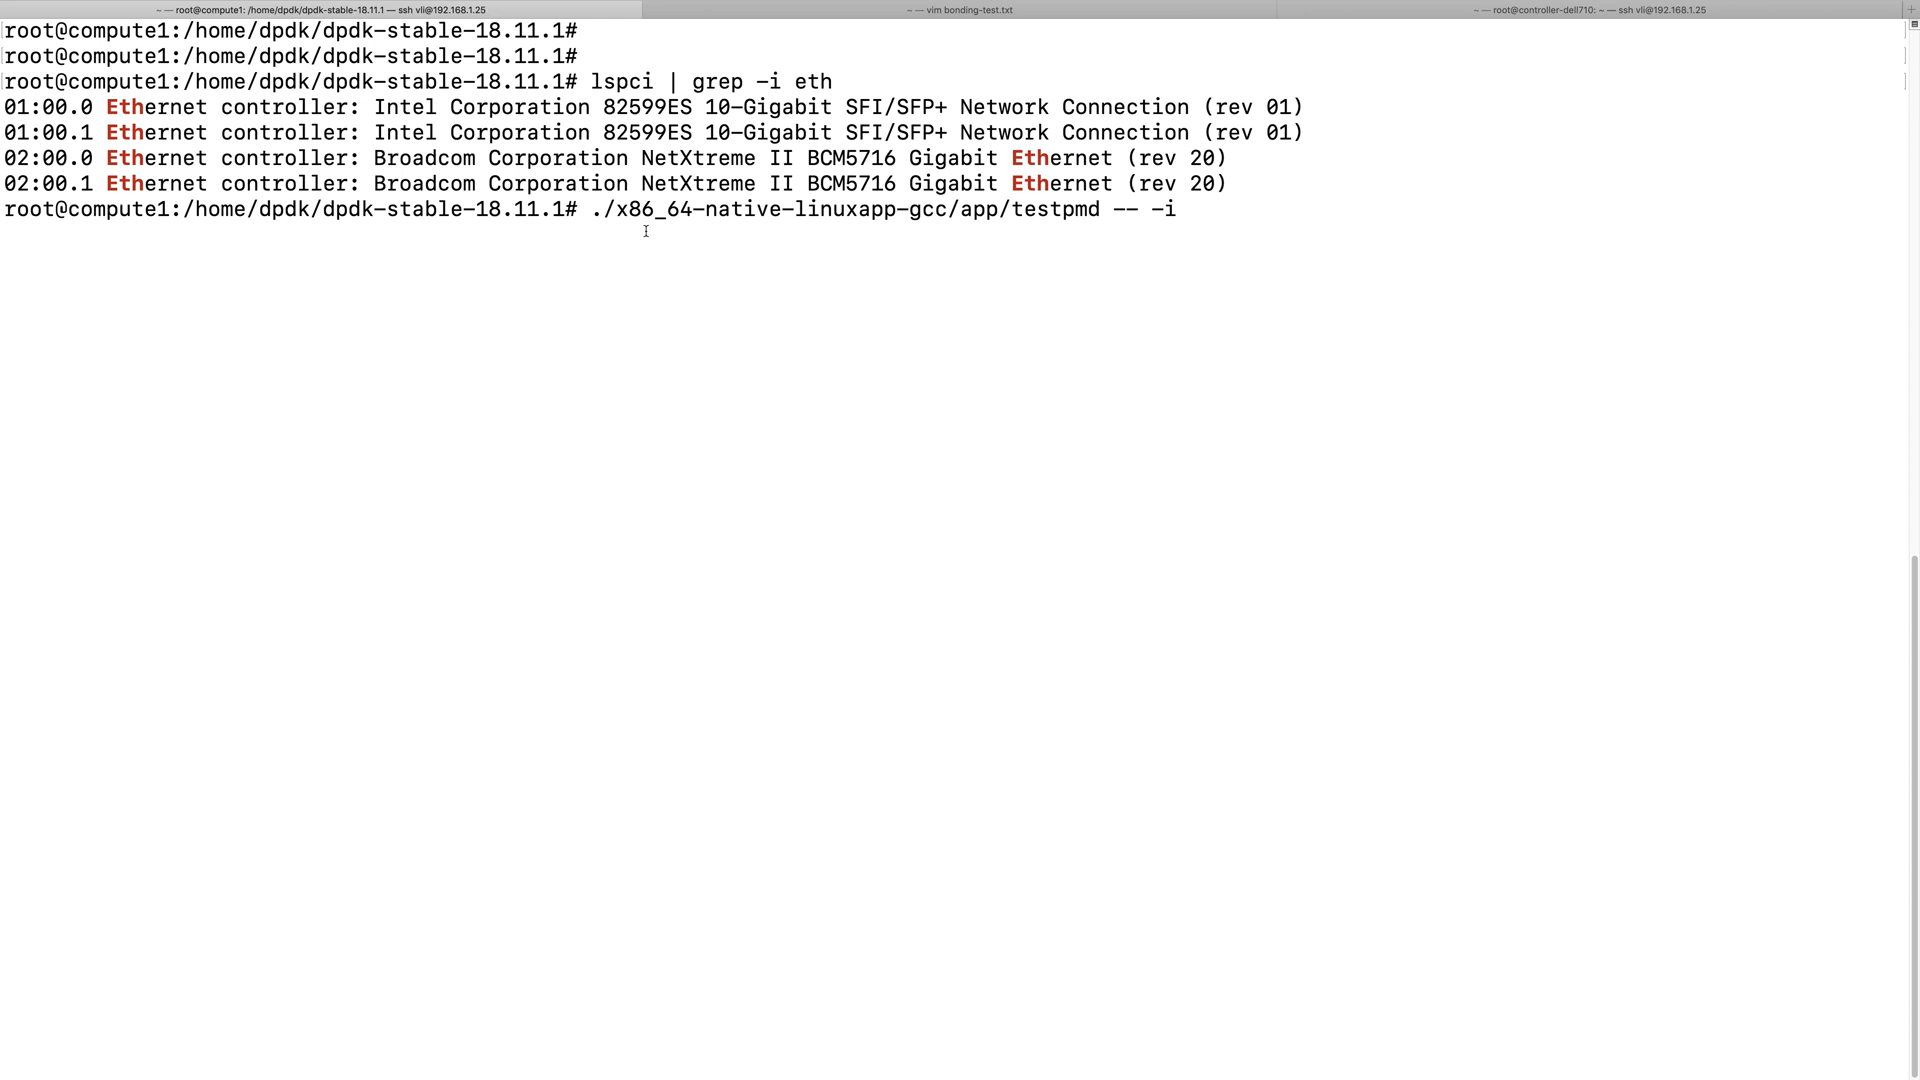 ~ — root@compute1: /home/dpdk/dpdk-stable-18.11.1 — ssh vli@192.168.1.25
~ — vim bonding-test.txt
~ — root@controller-dell710: ~ — ssh vli@192.168.1.25
root@compute1:/home/dpdk/dpdk-stable-18.11.1#
root@compute1:/home/dpdk/dpdk-stable-18.11.1#
root@compute1:/home/dpdk/dpdk-stable-18.11.1# lspci | grep -i eth
01:00.0 Ethernet controller: Intel Corporation 82599ES 10-Gigabit SFI/SFP+ Network Connection (rev 01)
01:00.1 Ethernet controller: Intel Corporation 82599ES 10-Gigabit SFI/SFP+ Network Connection (rev 01)
02:00.0 Ethernet controller: Broadcom Corporation NetXtreme II BCM5716 Gigabit Ethernet (rev 20)
02:00.1 Ethernet controller: Broadcom Corporation NetXtreme II BCM5716 Gigabit Ethernet (rev 20)
root@compute1:/home/dpdk/dpdk-stable-18.11.1# ./x86_64-native-linuxapp-gcc/app/testpmd -- -i